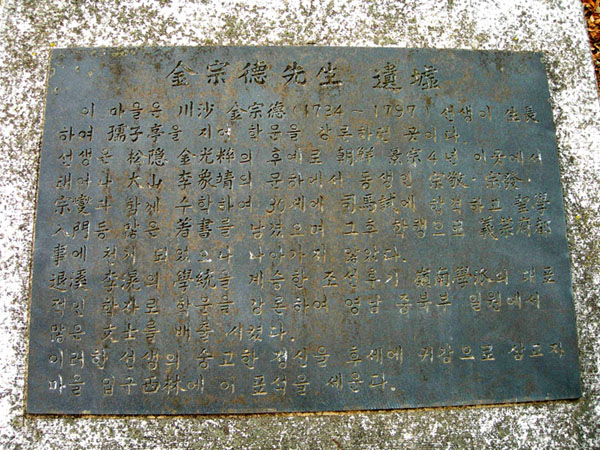 金宗德先生 遺墟
이 마을은 川沙 金宗德(1724~1797) 선생이 生長
하여 孺子亭을 지어 학문을 강론하던 곳이다
선생은 松隱 金光粹의 후예로 朝鮮 景宗4년 이곳에서
태어나 大山 李象靖의 문하에서 동생인 宗敬·宗發·
宗燮과 함께 수학하여 30세에 司馬試에 합격하고 聖學
入門등 많은 著書를 남겼으며 그후 학행으로 義禁府都
事에 천거 되었으나 나아가지 않았다.
退溪 李滉의 學統을 계승한 조선후기 嶺南學派의 대표
적인 학자로 학문을 강론하여 영남 중북부 일원에서
많은 文士를 배출 시켰다.
이러한 선생의 숭고한 정신을 후세에 귀감으로 삼고자
마을 입구 西林에 이 표석을 세운다.